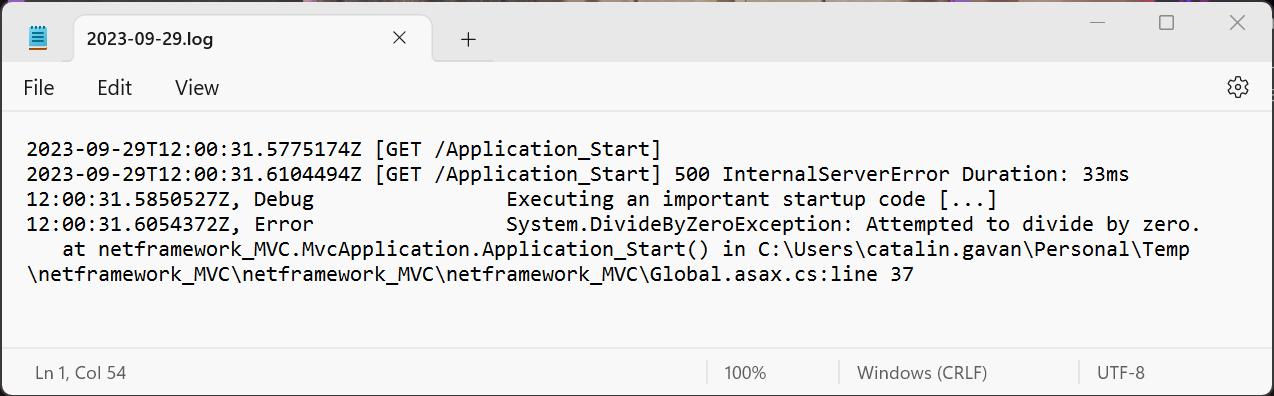 2023-09-29.log
File Edit View
2023-09-29T12:00:31.5775174Z [GET /Application_Start]
2023-09-29T12:00:31.6104494Z [GET /Application_Start] 500 InternalServerError Duration: 33ms
12:00:31.5850527Z, Debug Executing an important startup code [...]
12:00:31.6054372Z, Error System.DivideByZeroException: Attempted to divide by zero.
at netframework_MVC.MvcApplication.Application_Start() in C:\Users\catalin.gavan\Personal\Temp
\netframework_MVC\netframework_MVC\netframework_MVC\Global.asax.cs:line 37
Ln 1, Col 54 100% Windows (CRLF) UTF-8